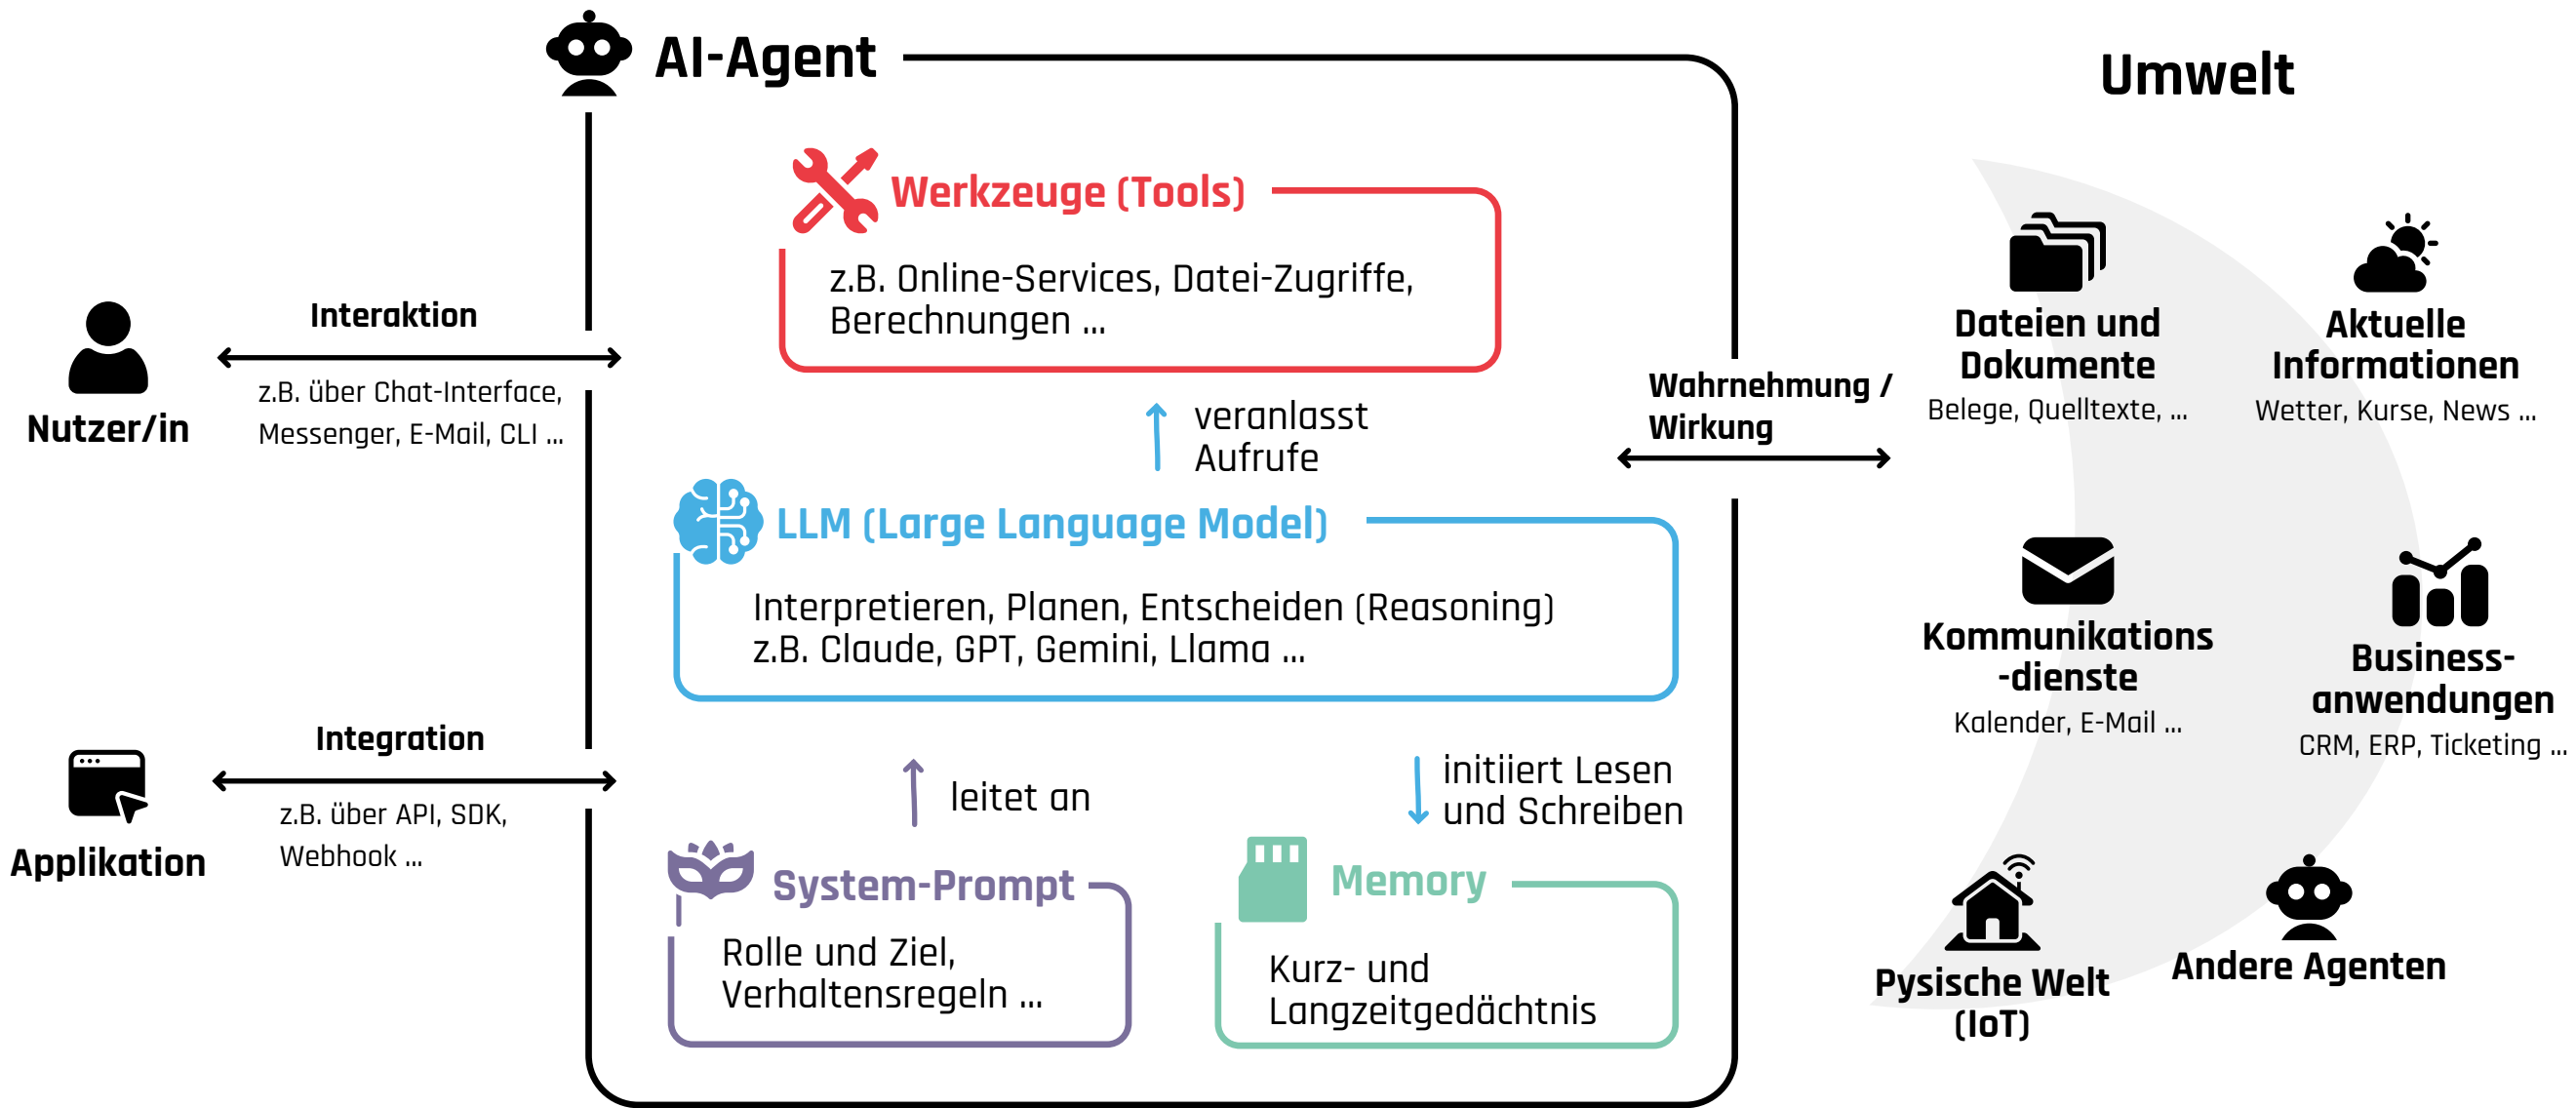 AI-Agent
Umwelt
Werkzeuge (Tools)
z.B. Online-Services, Datei-Zugriffe,
Berechnungen ...
Interaktion
z.B. über Chat-Interface,
Messenger, E-Mail, CLI ...
Nutzer/in
veranlasst
Aufrufe
LLM (Large Language Model)
Interpretieren, Planen, Entscheiden (Reasoning)
z.B. Claude, GPT, Gemini, Llama ...
Integration
z.B. über API, SDK,
Webhook ...
Applikation
leitet an
initiiert Lesen
und Schreiben
System-Prompt
Rolle und Ziel,
Verhaltensregeln ...
Memory
Kurz- und
Langzeitgedächtnis
Wahrnehmung /
Wirkung
Dateien und
Dokumente
Belege, Quelltexte, ...
Aktuelle
Informationen
Wetter, Kurse, News ...
Kommunikations
-dienste
Kalender, E-Mail ...
Business-
anwendungen
CRM, ERP, Ticketing ...
Pysische Welt
(IoT)
Andere Agenten